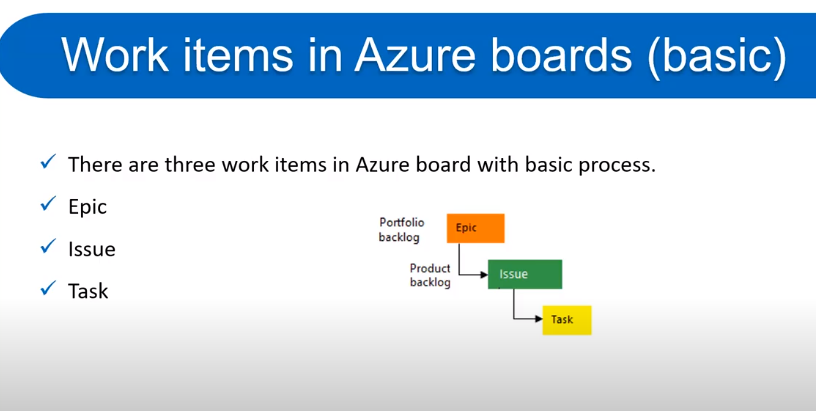 Work items in Azure boards (basic)
There are three work items in Azure board with basic process.
Epic
Issue
Task
Portfolio
backlog
Epic
Product
backlog
Issue
Task